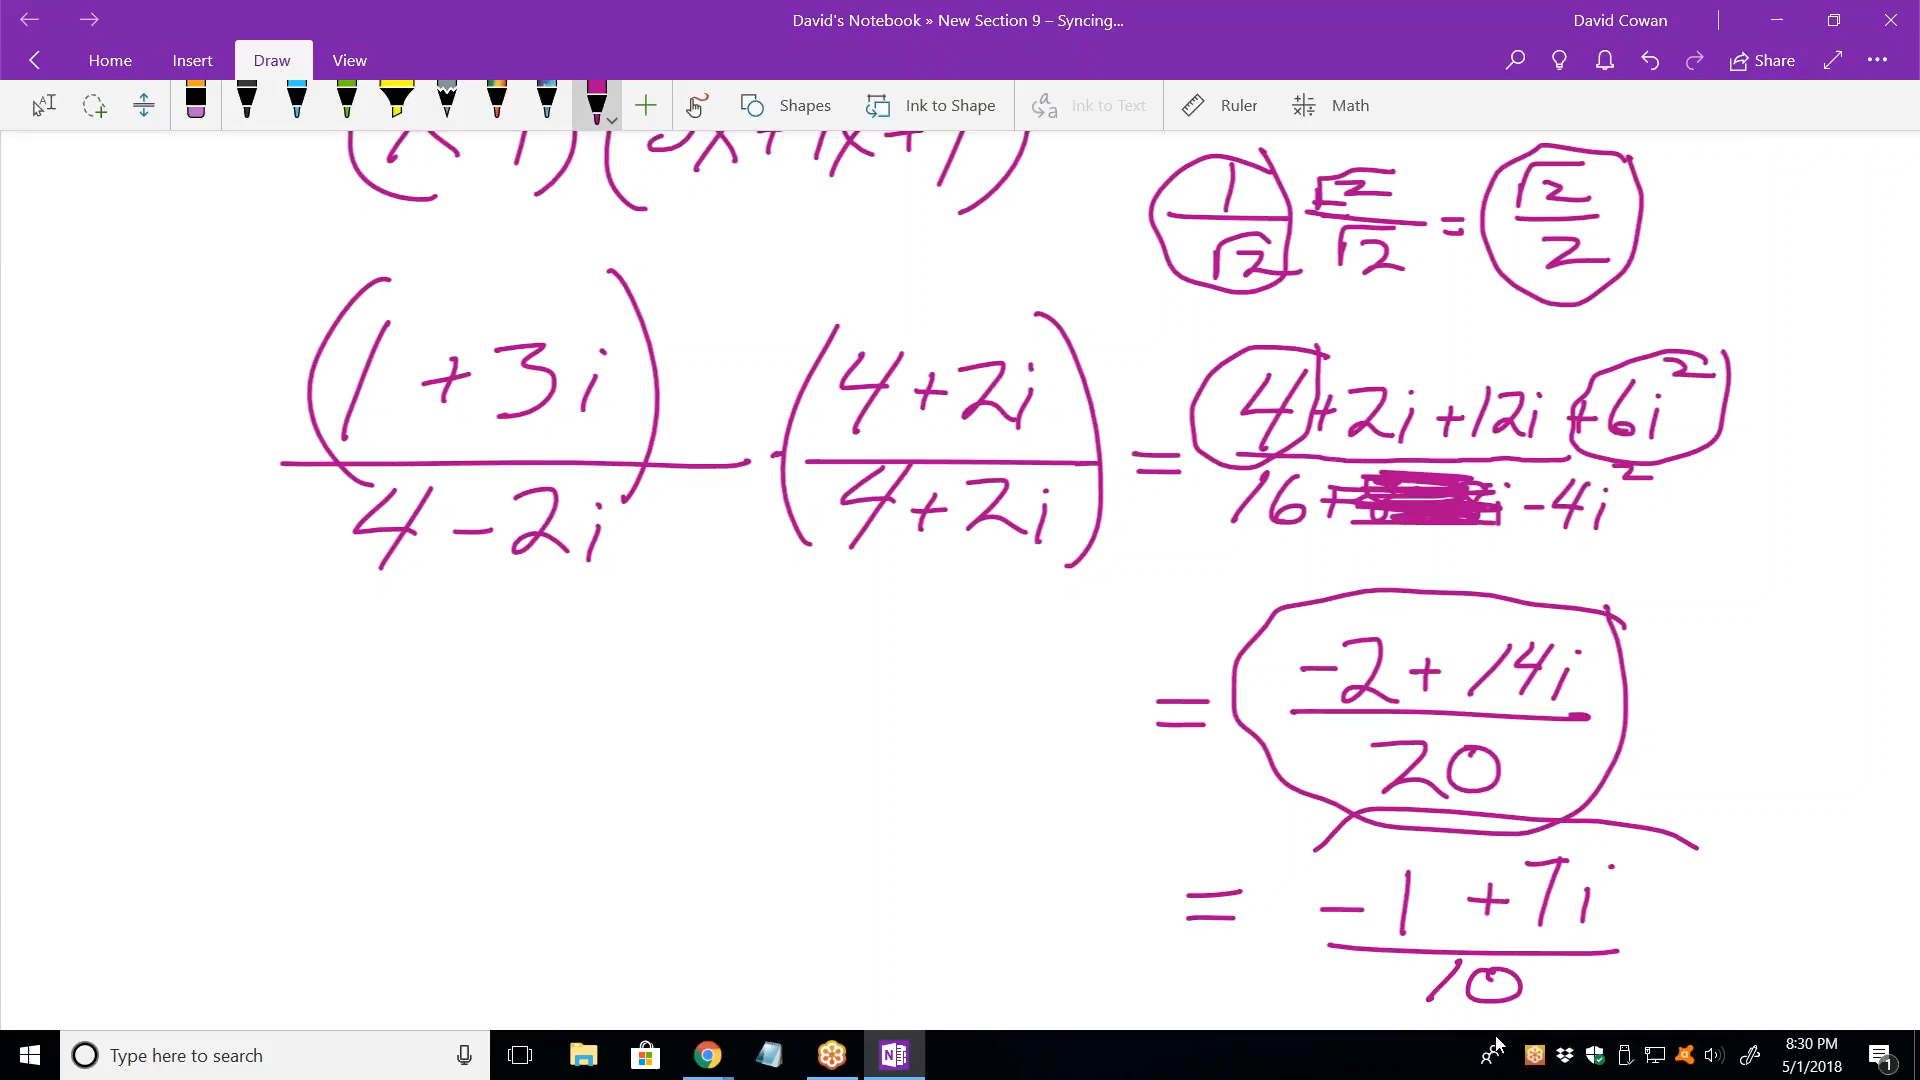 David's Notebook » New Section 9 – Syncing...
David Cowan
Home Insert Draw View
Share
Shapes Ink to Shape Ink to Text Ruler Math
1/√2 √2/√2 = √2/2
(1 + 3i)/(4 - 2i) · (4+2i)/(4+2i) = (4+2i+12i+6i²)/(16+ i -4i²)
= (-2+14i)/20
= (-1 +7i)/10
Type here to search
8:30 PM
5/1/2018
1